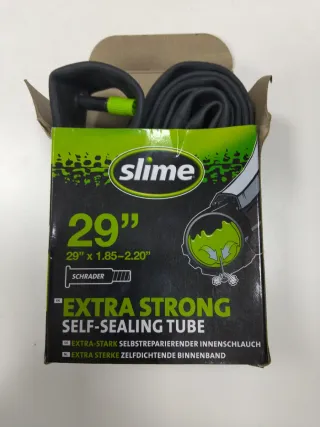 slime
29"
29" x 1.85-2.20"
SCHRADER
EXTRA STRONG
SELF-SEALING TUBE
EXTRA-STARK SELBSTREPARIERENDER INNENSCHLAUCH
EXTRA STERKE ZELFDICHTENDE BINNENBAND